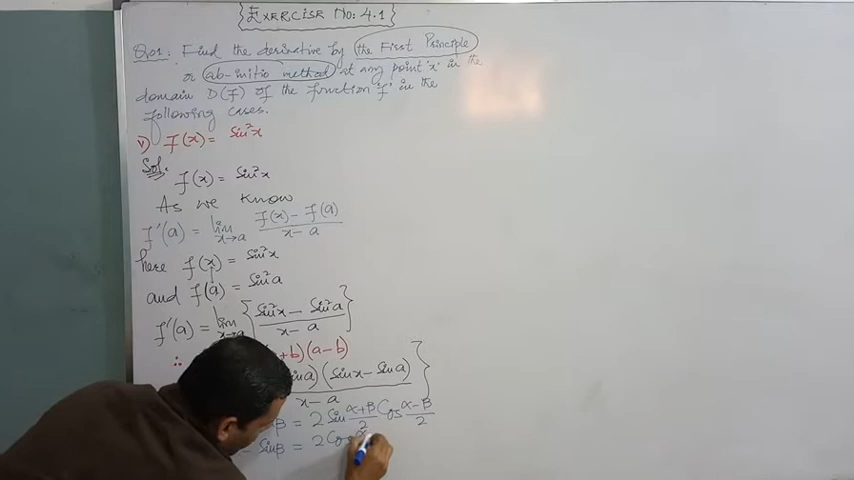 EXERCISE NO: 4.1
Q01: Find the derivative by the First Principle
or ab-initio method at any point 'x' in the
domain D(f) of the function 'f' in the
following cases.
v) f(x) = Sin²x
Sol.
f(x) = Sin²x
As we know
f'(a) = lim x→a f(x) - f(a) / x - a
here f(x) = Sin²x
and f(a) = Sin²a
f'(a) = lim x→a { Sin²x - Sin²a / x - a }
∴ +b)(a-b)
sina)(Sinx - Sina) / x - a }
β = 2 Sin α+β/2 Cos α-β/2
- Sinβ = 2 Cos